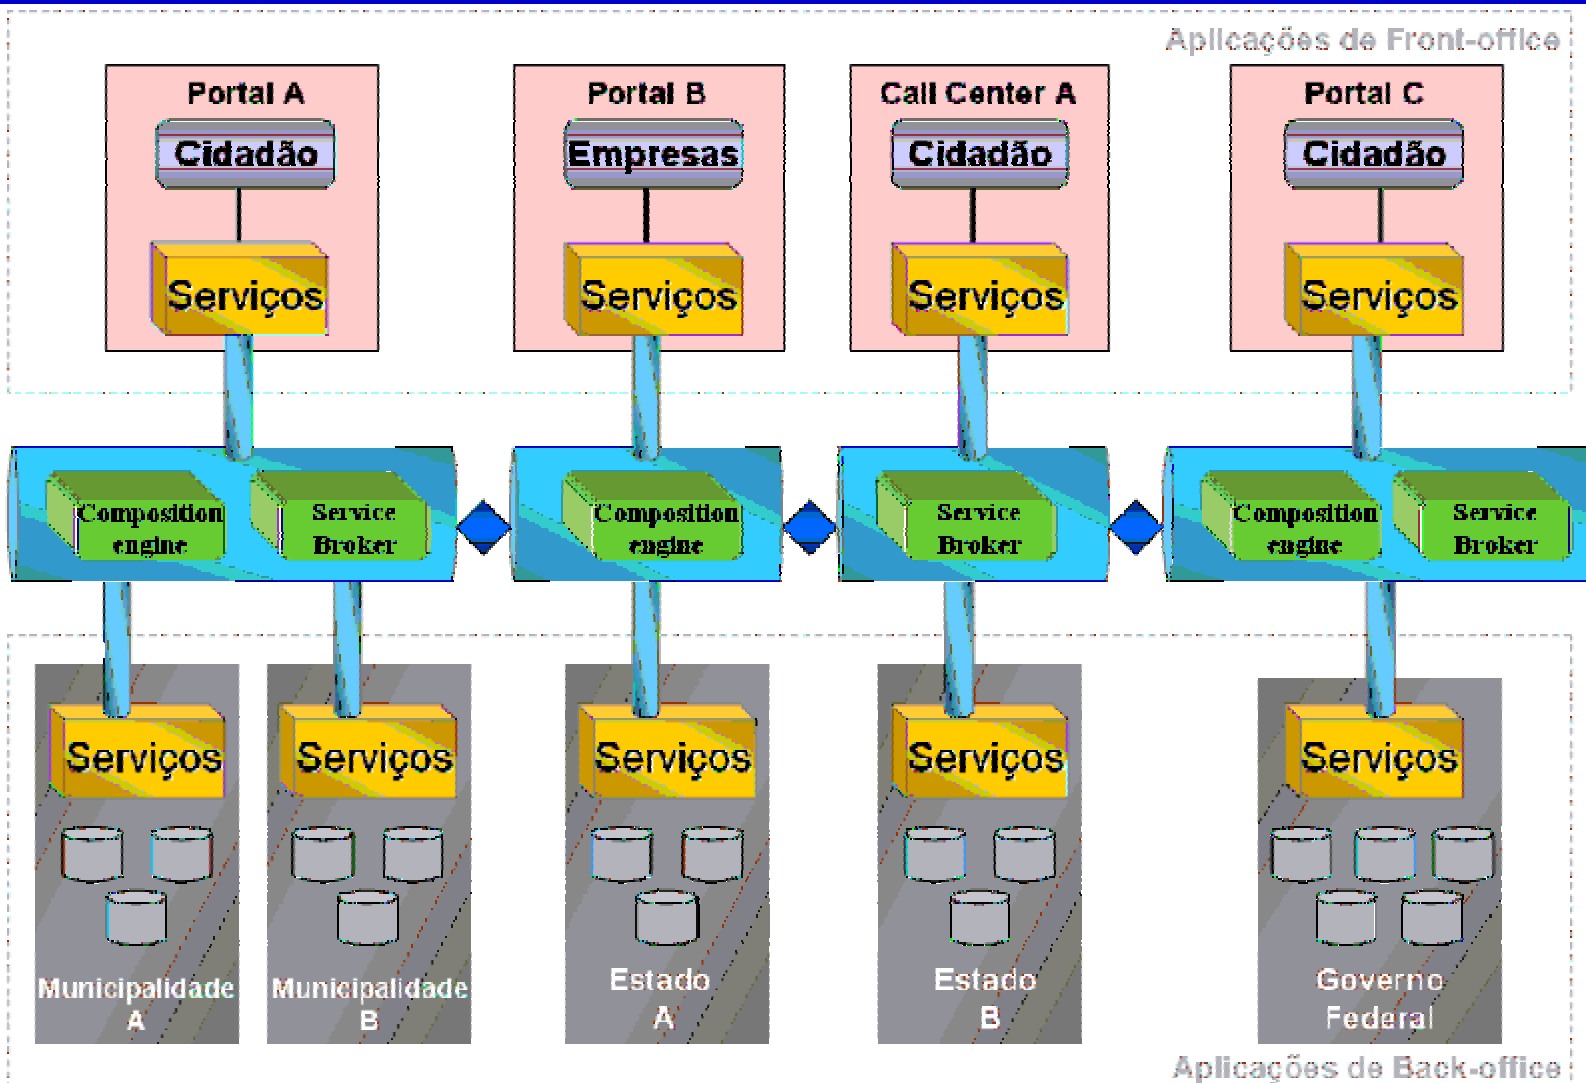 Aplicações de Front-office
Portal A
Portal B
Call Center A
Portal C
Cidadão
Empresas
Cidadão
Cidadão
Serviços
Serviços
Serviços
Serviços
Composition
engine
Service
Broker
Composition
engine
Service
Broker
Composition
engine
Service
Broker
Serviços
Serviços
Serviços
Serviços
Serviços
Municipalidade
A
Municipalidade
B
Estado
A
Estado
B
Governo
Federal
Aplicações de Back-office